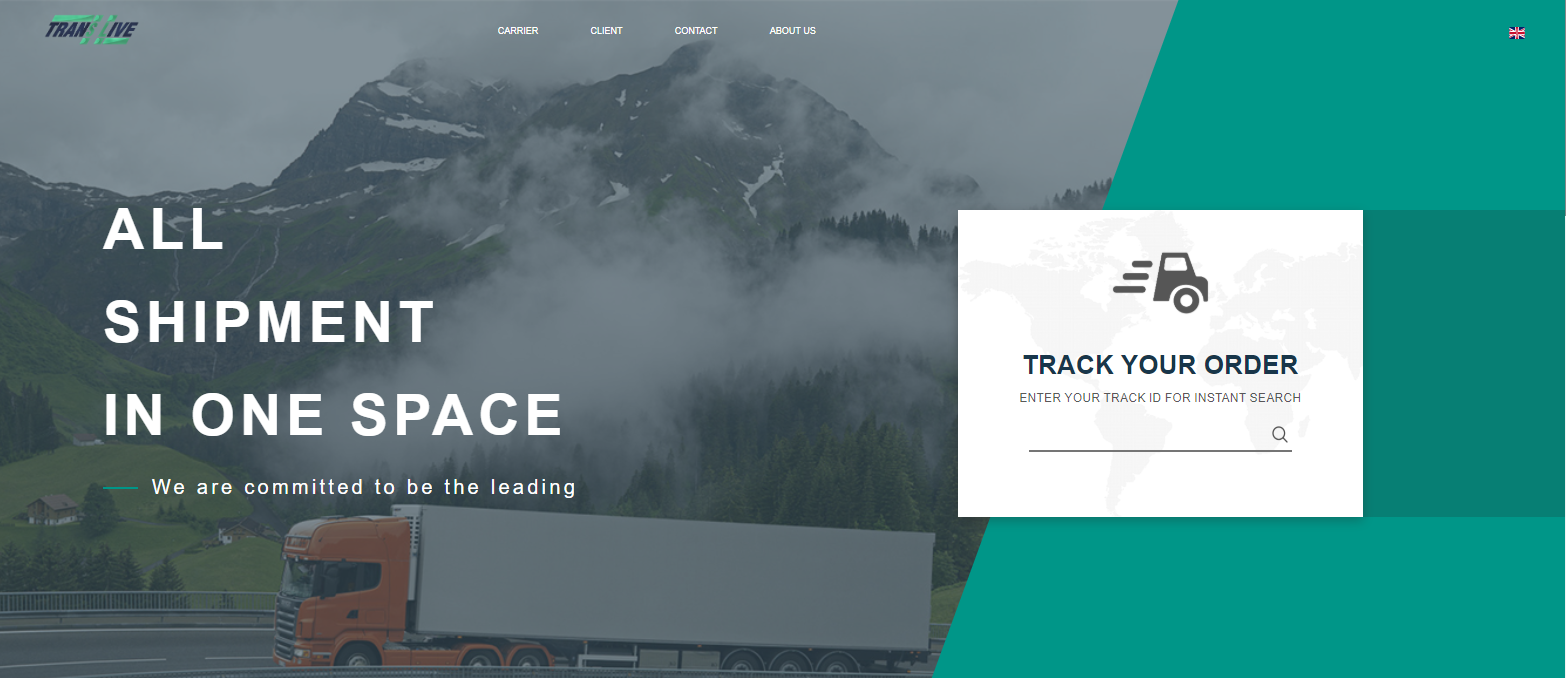 TRANSLIVE
CARRIER
CLIENT
CONTACT
ABOUT US
ALL
SHIPMENT
IN ONE SPACE
We are committed to be the leading
TRACK YOUR ORDER
ENTER YOUR TRACK ID FOR INSTANT SEARCH